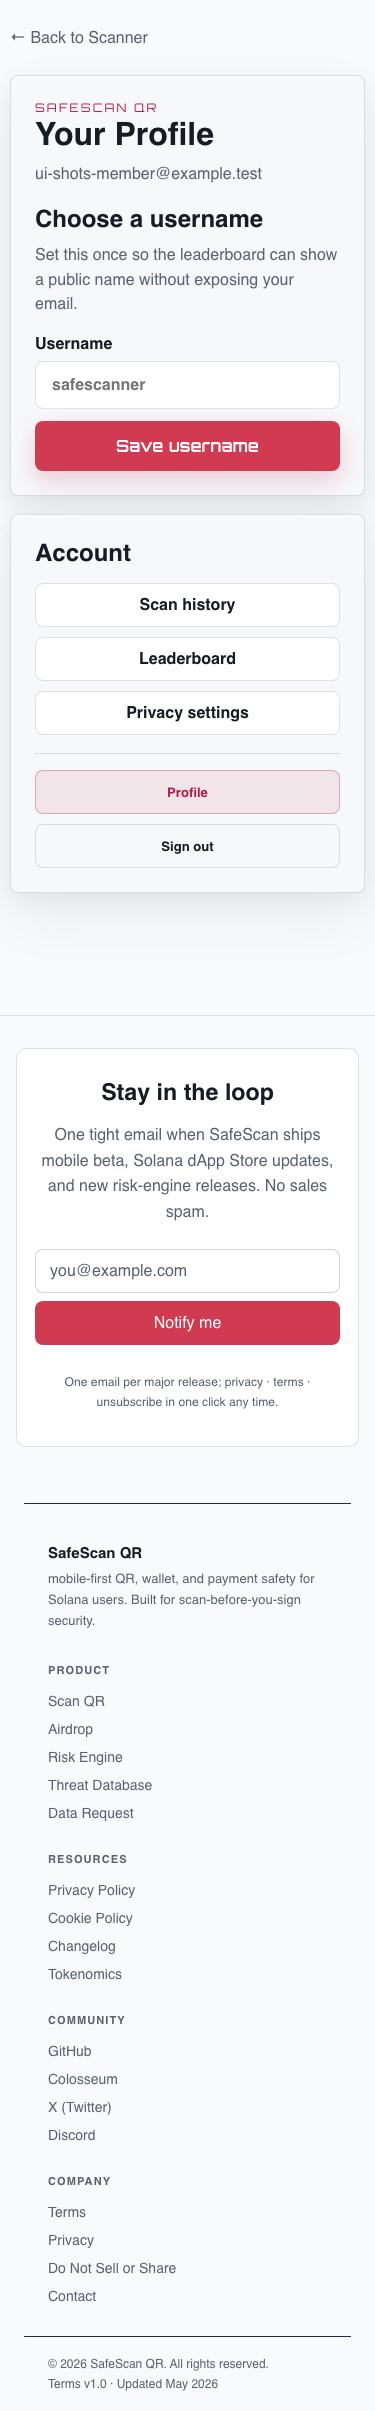 ← Back to Scanner
SAFESCAN QR
Your Profile
ui-shots-member@example.test
Choose a username
Set this once so the leaderboard can show
a public name without exposing your
email.
Username
safescanner
Save username
Account
Scan history
Leaderboard
Privacy settings
Profile
Sign out
Stay in the loop
One tight email when SafeScan ships
mobile beta, Solana dApp Store updates,
and new risk-engine releases. No sales
spam.
you@example.com
Notify me
One email per major release; privacy · terms ·
unsubscribe in one click any time.
SafeScan QR
mobile-first QR, wallet, and payment safety for
Solana users. Built for scan-before-you-sign
security.
PRODUCT
Scan QR
Airdrop
Risk Engine
Threat Database
Data Request
RESOURCES
Privacy Policy
Cookie Policy
Changelog
Tokenomics
COMMUNITY
GitHub
Colosseum
X (Twitter)
Discord
COMPANY
Terms
Privacy
Do Not Sell or Share
Contact
© 2026 SafeScan QR. All rights reserved.
Terms v1.0 · Updated May 2026